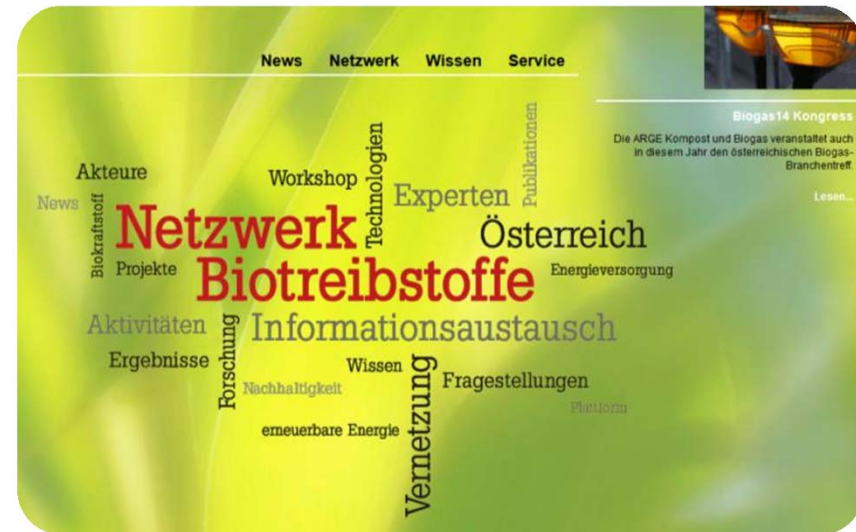 News Netzwerk Wissen Service
Biogas14 Kongress
Die ARGE Kompost und Biogas veranstaltet auch
in diesem Jahr den österreichischen Biogas-
Branchentreff.
Lesen...
Publikationen
Technologien
Akteure
Workshop
Experten
News
Biokraftstoff
Netzwerk
Österreich
Projekte
Biotreibstoffe
Energieversorgung
Aktivitäten
Informationsaustausch
Ergebnisse
Forschung
Wissen
Vernetzung
Fragestellungen
Nachhaltigkeit
Plattform
erneuerbare Energie